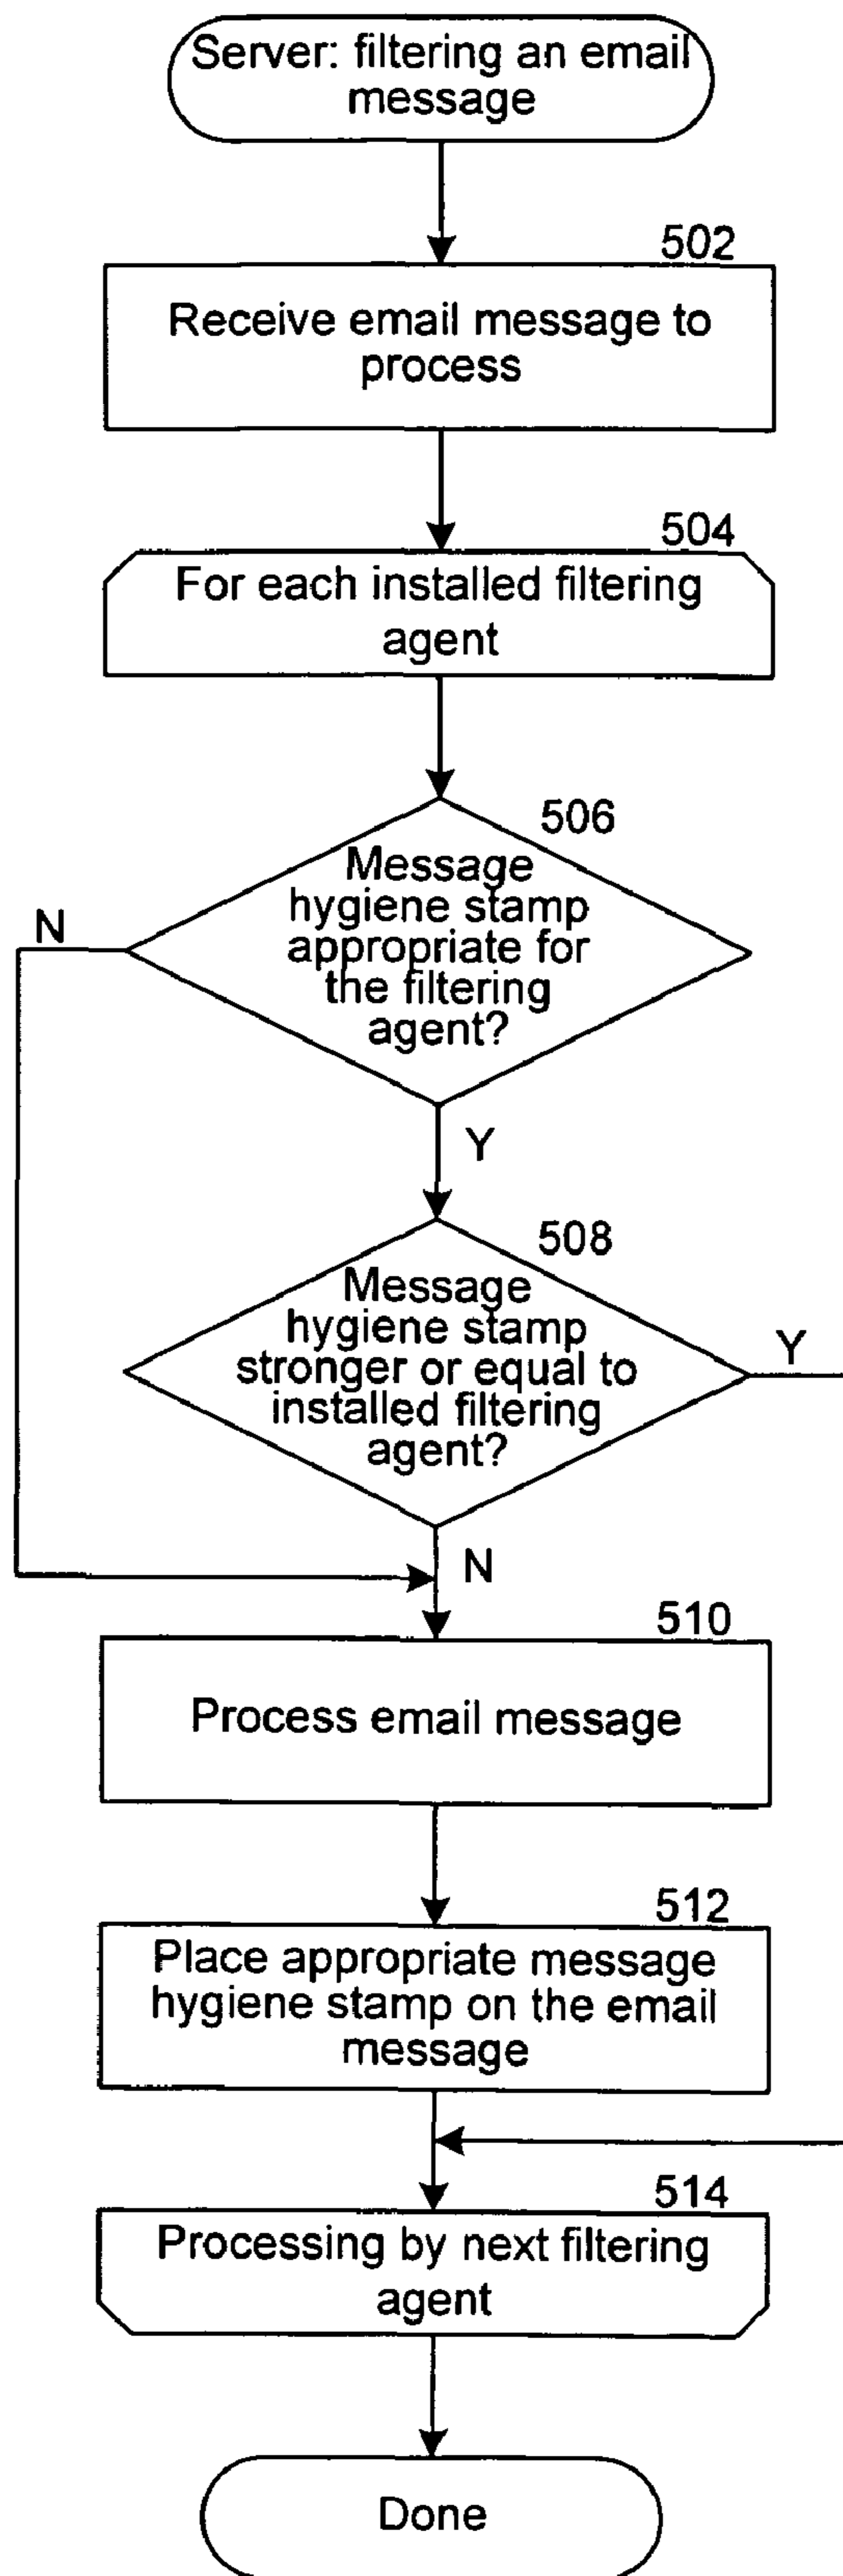 Server: filtering an email
message
502
Receive email message to
process
504
For each installed filtering
agent
506
Message
hygiene stamp
appropriate for
the filtering
agent?
N
Y
508
Message
hygiene stamp
stronger or equal to
installed filtering
agent?
Y
N
510
Process email message
512
Place appropriate message
hygiene stamp on the email
message
514
Processing by next filtering
agent
Done